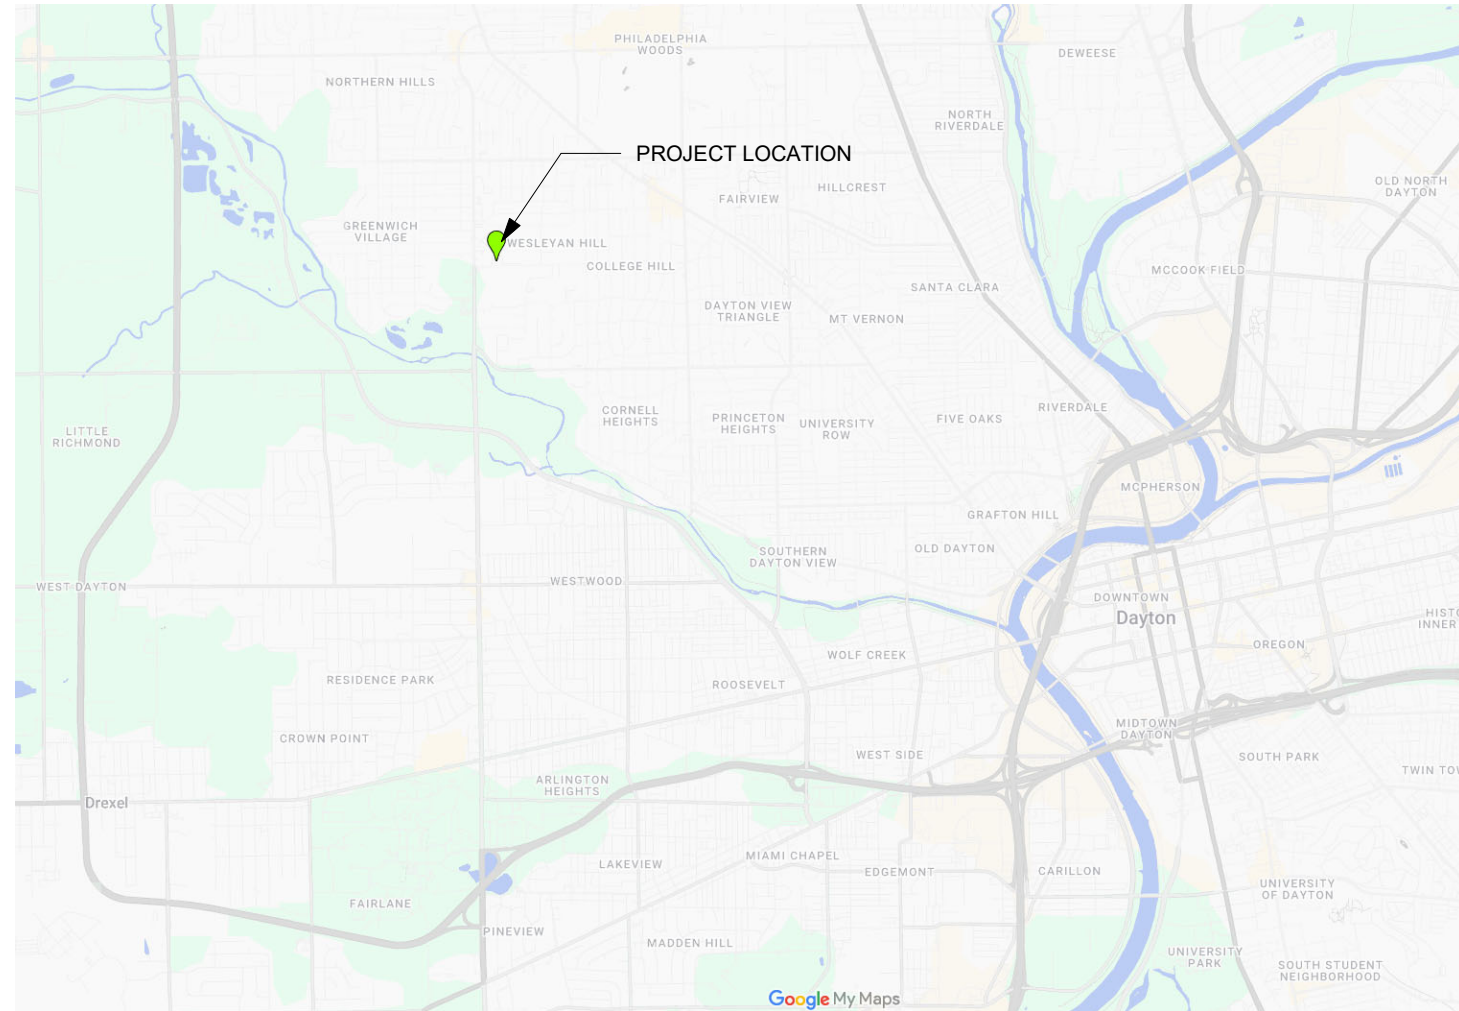 PHILADELPHIA
WOODS
DEWEESE
NORTHERN HILLS
NORTH
RIVERDALE
PROJECT LOCATION
OLD NORTH
DAYTON
HILLCREST
FAIRVIEW
GREENWICH
VILLAGE
WESLEYAN HILL
COLLEGE HILL
MCCOOK FIELD
SANTA CLARA
DAYTON VIEW
TRIANGLE
MT VERNON
CORNELL
HEIGHTS
PRINCETON
HEIGHTS
UNIVERSITY
ROW
FIVE OAKS
RIVERDALE
LITTLE
RICHMOND
MCPHERSON
GRAFTON HILL
SOUTHERN
DAYTON VIEW
OLD DAYTON
WEST DAYTON
WESTWOOD
DOWNTOWN
Dayton
HISTO
INNER
OREGON
WOLF CREEK
RESIDENCE PARK
ROOSEVELT
CROWN POINT
MIDTOWN
DAYTON
WEST SIDE
SOUTH PARK
TWIN TOW
ARLINGTON
HEIGHTS
Drexel
LAKEVIEW
MIAMI CHAPEL
EDGEMONT
CARILLON
UNIVERSITY
OF DAYTON
FAIRLANE
PINEVIEW
MADDEN HILL
UNIVERSITY
PARK
SOUTH STUDENT
NEIGHBORHOOD
Google My Maps